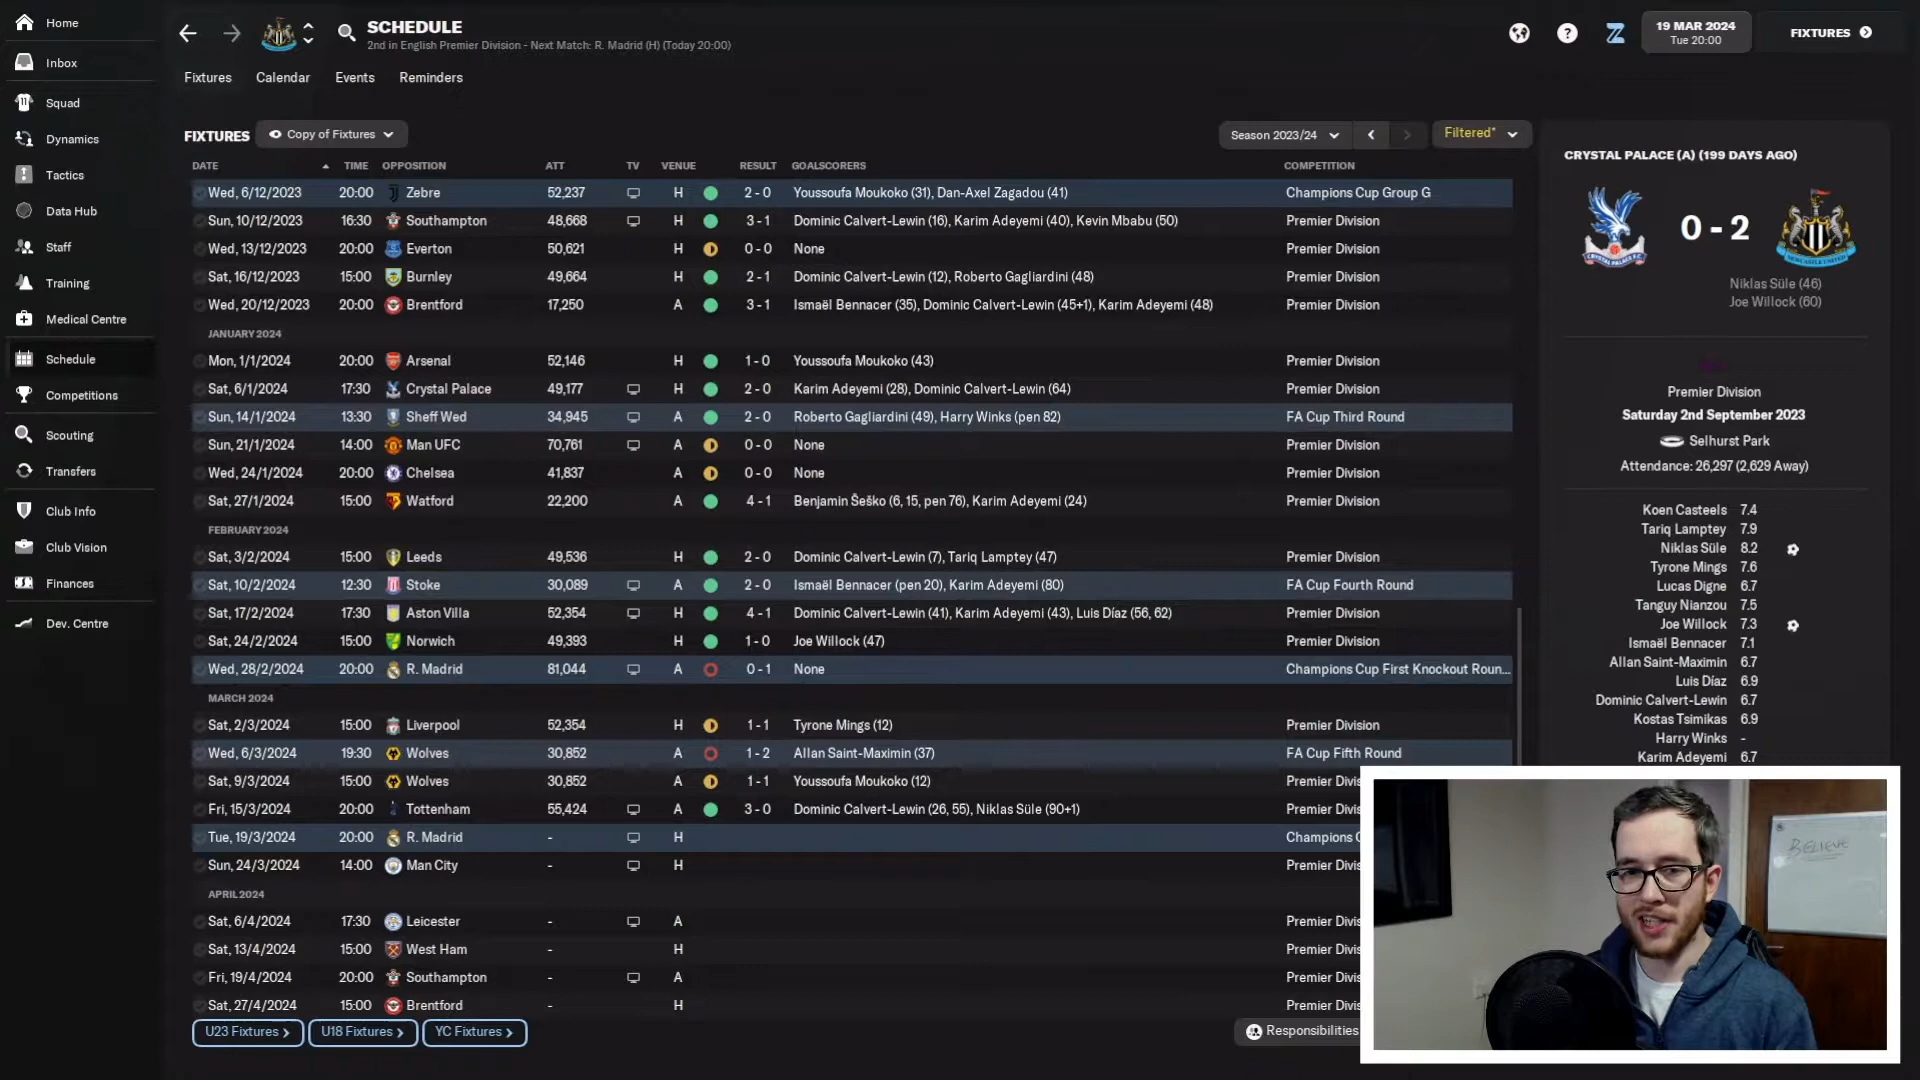 Home
Inbox
Squad
Dynamics
Tactics
Data Hub
Staff
Training
Medical Centre
Schedule
Competitions
Scouting
Transfers
Club Info
Club Vision
Finances
Dev. Centre
SCHEDULE
2nd in English Premier Division - Next Match: R. Madrid (H) (Today 20:00)
19 MAR 2024
Tue 20:00
FIXTURES
Fixtures Calendar Events Reminders
FIXTURES Copy of Fixtures Season 2023/24 Filtered*
DATE TIME OPPOSITION ATT TV VENUE RESULT GOALSCORERS COMPETITION
Wed, 6/12/2023 20:00 Zebre 52,237 H 2 - 0 Youssoufa Moukoko (31), Dan-Axel Zagadou (41) Champions Cup Group G
Sun, 10/12/2023 16:30 Southampton 48,668 H 3 - 1 Dominic Calvert-Lewin (16), Karim Adeyemi (40), Kevin Mbabu (50) Premier Division
Wed, 13/12/2023 20:00 Everton 50,621 H 0 - 0 None Premier Division
Sat, 16/12/2023 15:00 Burnley 49,664 H 2 - 1 Dominic Calvert-Lewin (12), Roberto Gagliardini (48) Premier Division
Wed, 20/12/2023 20:00 Brentford 17,250 A 3 - 1 Ismaël Bennacer (35), Dominic Calvert-Lewin (45+1), Karim Adeyemi (48) Premier Division
JANUARY 2024
Mon, 1/1/2024 20:00 Arsenal 52,146 H 1 - 0 Youssoufa Moukoko (43) Premier Division
Sat, 6/1/2024 17:30 Crystal Palace 49,177 H 2 - 0 Karim Adeyemi (28), Dominic Calvert-Lewin (64) Premier Division
Sun, 14/1/2024 13:30 Sheff Wed 34,945 A 2 - 0 Roberto Gagliardini (49), Harry Winks (pen 82) FA Cup Third Round
Sun, 21/1/2024 14:00 Man UFC 70,761 A 0 - 0 None Premier Division
Wed, 24/1/2024 20:00 Chelsea 41,837 A 0 - 0 None Premier Division
Sat, 27/1/2024 15:00 Watford 22,200 A 4 - 1 Benjamin Šeško (6, 15, pen 76), Karim Adeyemi (24) Premier Division
FEBRUARY 2024
Sat, 3/2/2024 15:00 Leeds 49,536 H 2 - 0 Dominic Calvert-Lewin (7), Tariq Lamptey (47) Premier Division
Sat, 10/2/2024 12:30 Stoke 30,089 A 2 - 0 Ismaël Bennacer (pen 20), Karim Adeyemi (80) FA Cup Fourth Round
Sat, 17/2/2024 17:30 Aston Villa 52,354 H 4 - 1 Dominic Calvert-Lewin (41), Karim Adeyemi (43), Luis Díaz (56, 62) Premier Division
Sat, 24/2/2024 15:00 Norwich 49,393 H 1 - 0 Joe Willock (47) Premier Division
Wed, 28/2/2024 20:00 R. Madrid 81,044 A 0 - 1 None Champions Cup First Knockout Roun...
MARCH 2024
Sat, 2/3/2024 15:00 Liverpool 52,354 H 1 - 1 Tyrone Mings (12) Premier Division
Wed, 6/3/2024 19:30 Wolves 30,852 A 1 - 2 Allan Saint-Maximin (37) FA Cup Fifth Round
Sat, 9/3/2024 15:00 Wolves 30,852 A 1 - 1 Youssoufa Moukoko (12) Premier Divis
Fri, 15/3/2024 20:00 Tottenham 55,424 A 3 - 0 Dominic Calvert-Lewin (26, 55), Niklas Süle (90+1) Premier Divis
Tue, 19/3/2024 20:00 R. Madrid - H Champions C
Sun, 24/3/2024 14:00 Man City - H Premier Divis
APRIL 2024
Sat, 6/4/2024 17:30 Leicester - A Premier Divis
Sat, 13/4/2024 15:00 West Ham - H Premier Divis
Fri, 19/4/2024 20:00 Southampton - A Premier Divis
Sat, 27/4/2024 15:00 Brentford - H Premier Divis
U23 Fixtures U18 Fixtures YC Fixtures Responsibilities
CRYSTAL PALACE (A) (199 DAYS AGO)
CRYSTAL PALACE F.C.
0 - 2
NEWCASTLE UNITED
Niklas Süle (46)
Joe Willock (60)
Premier Division
Saturday 2nd September 2023
Selhurst Park
Attendance: 26,297 (2,629 Away)
Koen Casteels 7.4
Tariq Lamptey 7.9
Niklas Süle 8.2
Tyrone Mings 7.6
Lucas Digne 6.7
Tanguy Nianzou 7.5
Joe Willock 7.3
Ismaël Bennacer 7.1
Allan Saint-Maximin 6.7
Luis Díaz 6.9
Dominic Calvert-Lewin 6.7
Kostas Tsimikas 6.9
Harry Winks -
Karim Adeyemi 6.7
BELIEVE